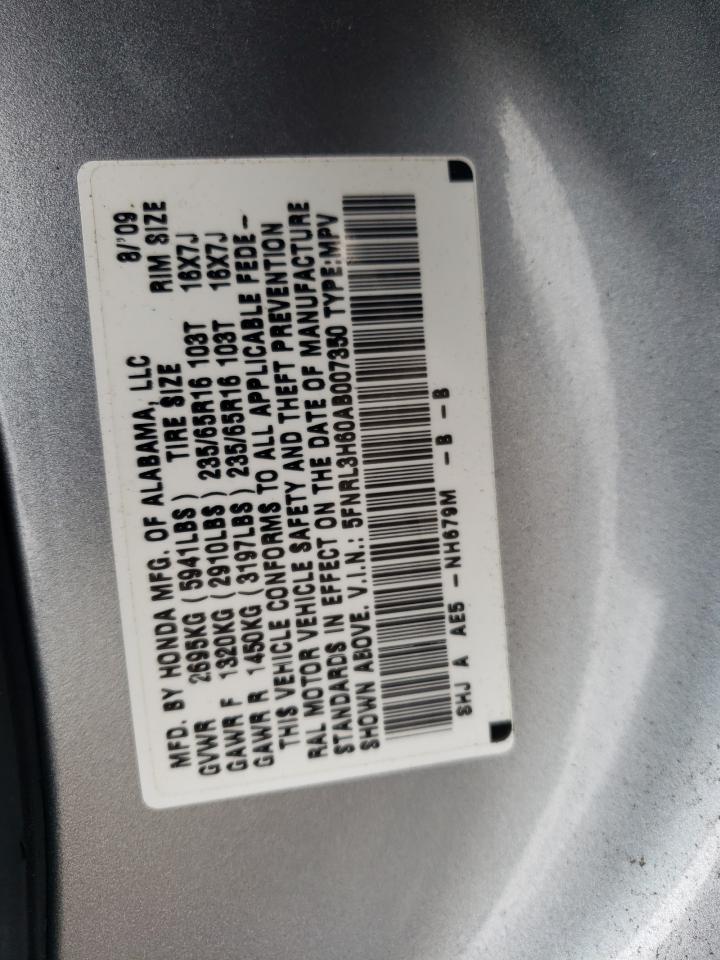 MFD. BY HONDA MFG. OF ALABAMA, LLC 8/'09
GVWR 2695KG (5941LBS) TIRE SIZE RIM SIZE
GAWR F 1320KG (2910LBS) 235/65R16 103T 16X7J
GAWR R 1450KG (3197LBS) 235/65R16 103T 16X7J
THIS VEHICLE CONFORMS TO ALL APPLICABLE FEDE-
RAL MOTOR VEHICLE SAFETY AND THEFT PREVENTION
STANDARDS IN EFFECT ON THE DATE OF MANUFACTURE
SHOWN ABOVE. V.I.N.: 5FNRL3H60AB007350 TYPE:MPV
SHJ A AE5 -NH679M -B -B